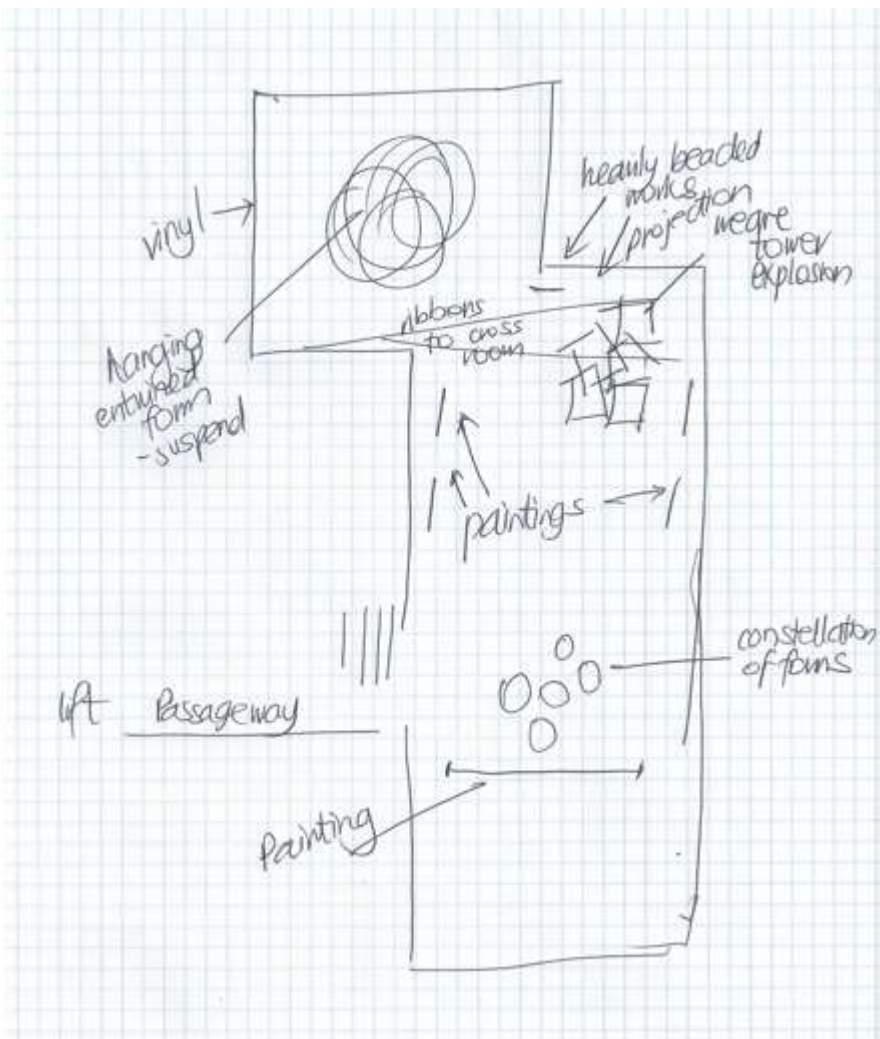 heavily beaded
works
projection
wegre
tower
explosion
vinyl
ribbons
to cross
room
hanging
entwined
form
- suspend
paintings
constellation
of forms
lift Passageway
Painting